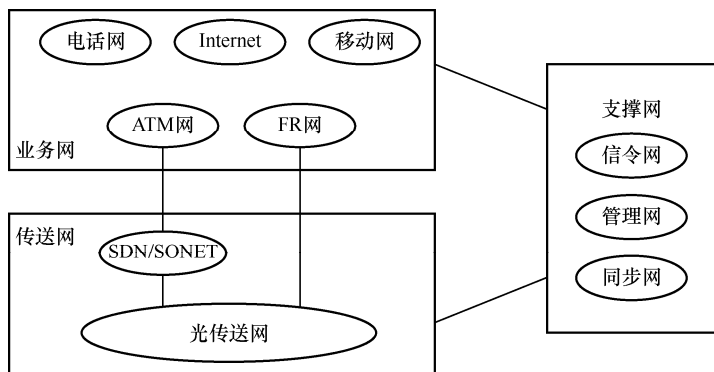 电话网
Internet
移动网
ATM网
FR网
业务网
传送网
SDN/SONET
光传送网
支撑网
信令网
管理网
同步网